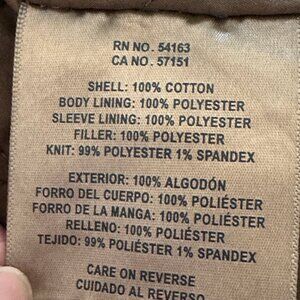 RN NO. 54163
CA NO. 57151
SHELL: 100% COTTON
BODY LINING: 100% POLYESTER
SLEEVE LINING: 100% POLYESTER
FILLER: 100% POLYESTER
KNIT: 99% POLYESTER 1% SPANDEX
EXTERIOR: 100% ALGODÓN
FORRO DEL CUERPO: 100% POLIÉSTER
FORRO DE LA MANGA: 100% POLIÉSTER
RELLENO: 100% POLIÉSTER
TEJIDO: 99% POLIÉSTER 1% SPANDEX
CARE ON REVERSE
CUIDADO AL REVERSO